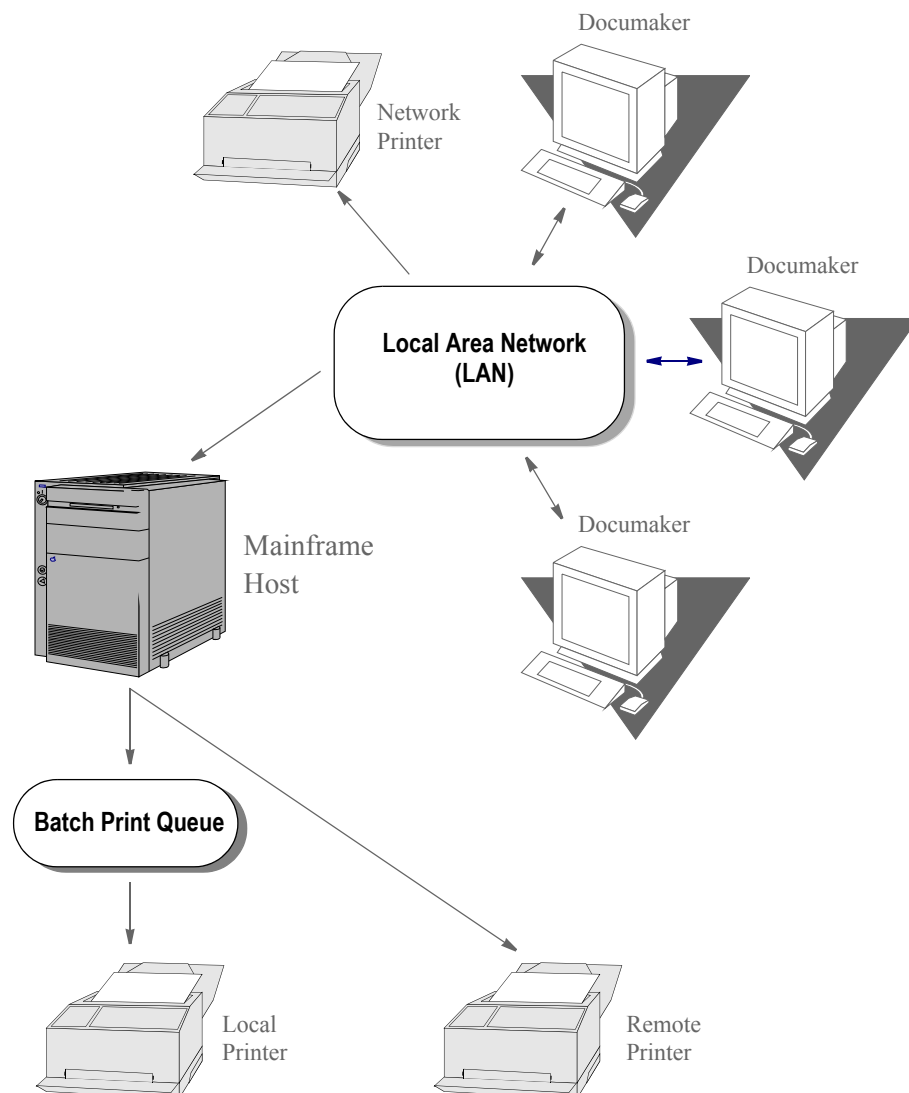 Documaker
Network
Printer
Documaker
Local Area Network
(LAN)
Documaker
Mainframe
Host
Batch Print Queue
Local
Printer
Remote
Printer